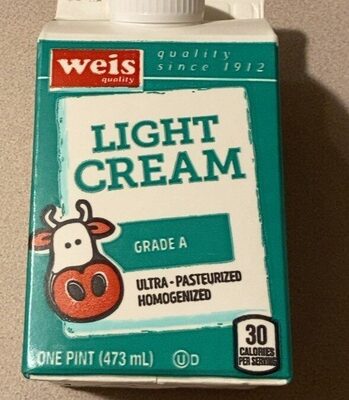 weis
quality
quality
since 1912
LIGHT
CREAM
GRADE A
ULTRA-PASTEURIZED
HOMOGENIZED
30
CALORIES
PER SERVING
ONE PINT (473 mL)
U D